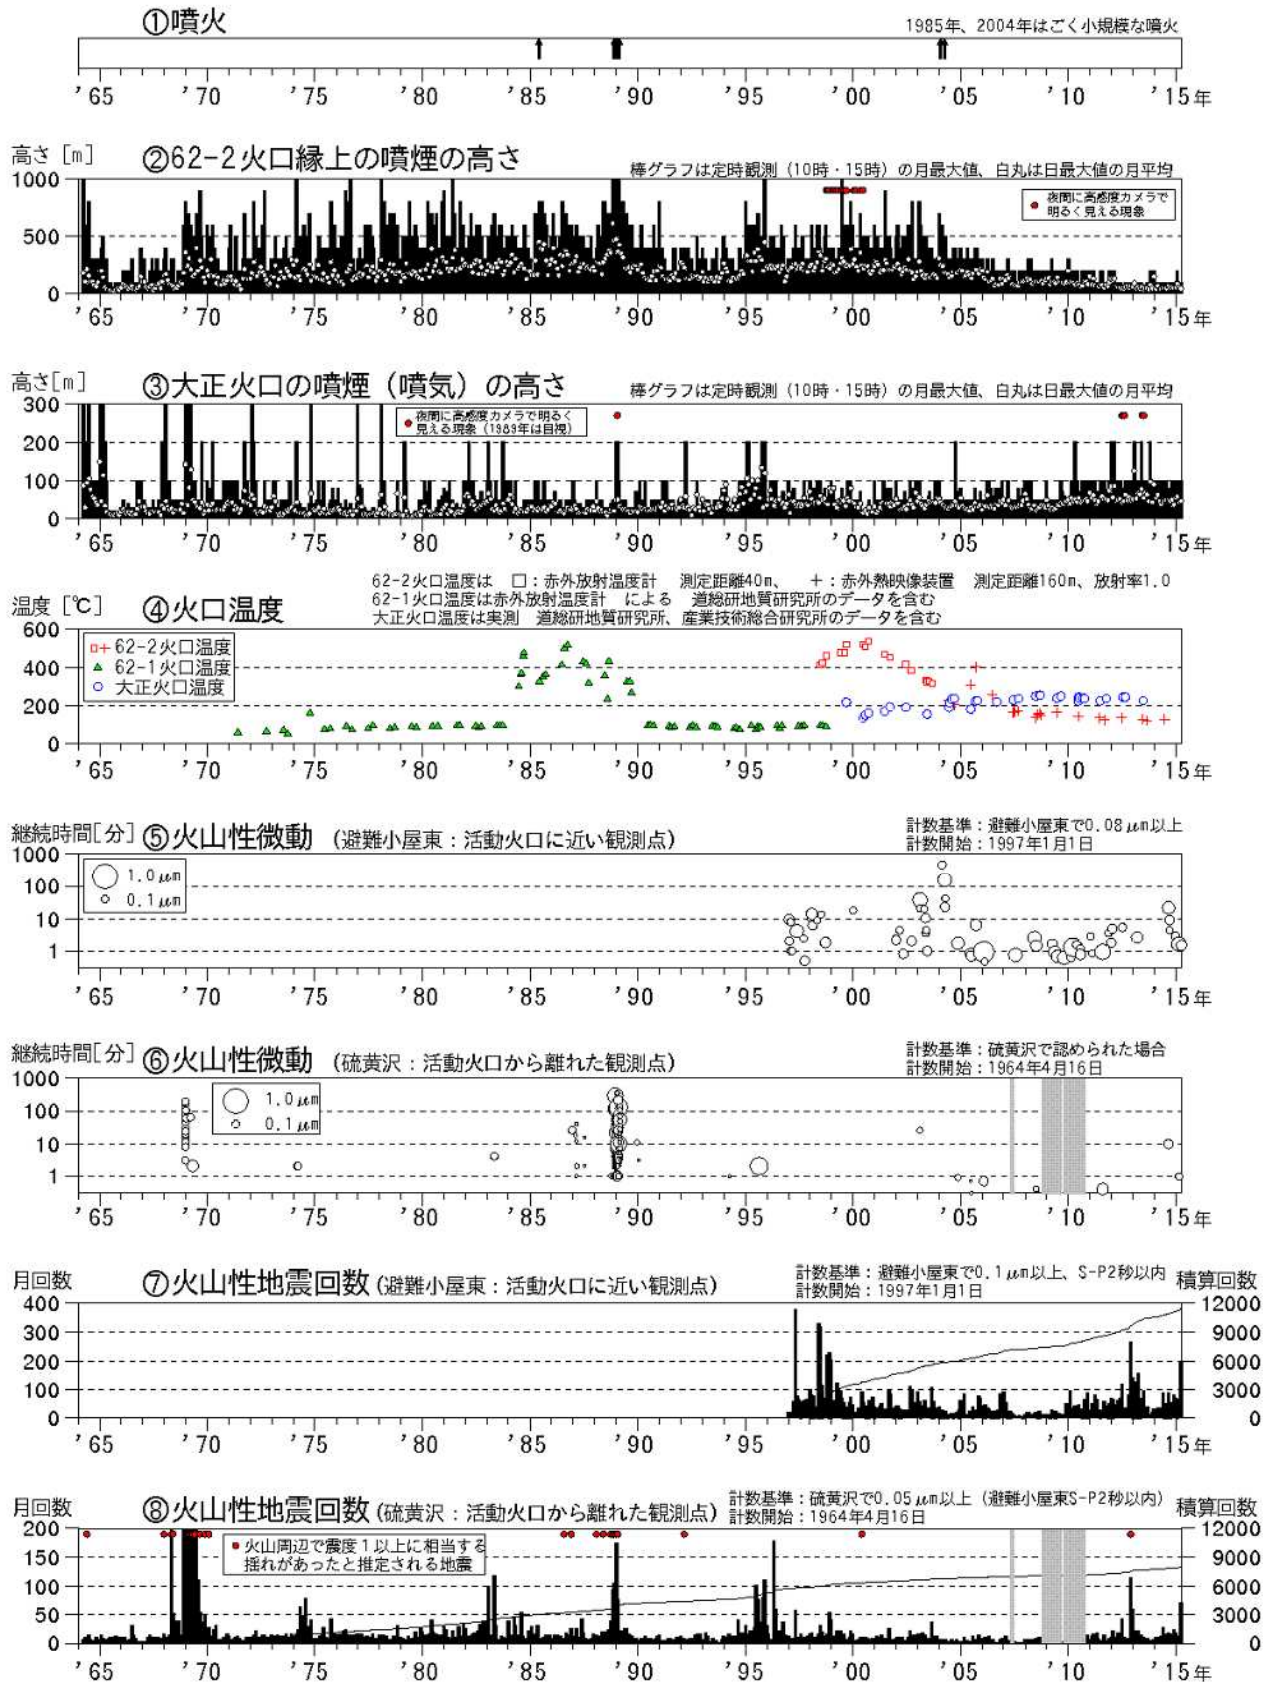 ①噴火
1985年、2004年はごく小規模な噴火
'65 '70 '75 '80 '85 '90 '95 '00 '05 '10 '15年
高さ [m]
②62-2火口縁上の噴煙の高さ
棒グラフは定時観測（10時・15時）の月最大値、白丸は日最大値の月平均
1000
夜間に高感度カメラで
明るく見える現象
500
0
'65 '70 '75 '80 '85 '90 '95 '00 '05 '10 '15年
高さ[m]
③大正火口の噴煙（噴気）の高さ
棒グラフは定時観測（10時・15時）の月最大値、白丸は日最大値の月平均
300
夜間に高感度カメラで明るく
見える現象（1989年は目視）
200
100
0
'65 '70 '75 '80 '85 '90 '95 '00 '05 '10 '15年
62-2火口温度は □：赤外放射温度計 測定距離40m、 ＋：赤外熱映像装置 測定距離160m、放射率1.0
62-1火口温度は赤外放射温度計 による 道総研地質研究所のデータを含む
大正火口温度は実測 道総研地質研究所、産業技術総合研究所のデータを含む
温度 [℃]
④火口温度
600
□+ 62-2火口温度
▲ 62-1火口温度
○ 大正火口温度
400
200
0
'65 '70 '75 '80 '85 '90 '95 '00 '05 '10 '15年
継続時間[分]
⑤火山性微動（避難小屋東：活動火口に近い観測点）
計数基準：避難小屋東で0.08μm以上
計数開始：1997年1月1日
1000
1.0μm
0.1μm
100
10
1
'65 '70 '75 '80 '85 '90 '95 '00 '05 '10 '15年
継続時間[分]
⑥火山性微動（硫黄沢：活動火口から離れた観測点）
計数基準：硫黄沢で認められた場合
計数開始：1964年4月16日
1000
1.0μm
0.1μm
100
10
1
'65 '70 '75 '80 '85 '90 '95 '00 '05 '10 '15年
月回数
⑦火山性地震回数(避難小屋東：活動火口に近い観測点)
計数基準：避難小屋東で0.1μm以上、S-P2秒以内
計数開始：1997年1月1日
積算回数
400 12000
300 9000
200 6000
100 3000
0 0
'65 '70 '75 '80 '85 '90 '95 '00 '05 '10 '15年
月回数
⑧火山性地震回数(硫黄沢：活動火口から離れた観測点)
計数基準：硫黄沢で0.05μm以上（避難小屋東S-P2秒以内）
計数開始：1964年4月16日
積算回数
200 12000
火山周辺で震度１以上に相当する
揺れがあったと推定される地震
150 9000
100 6000
50 3000
0 0
'65 '70 '75 '80 '85 '90 '95 '00 '05 '10 '15年